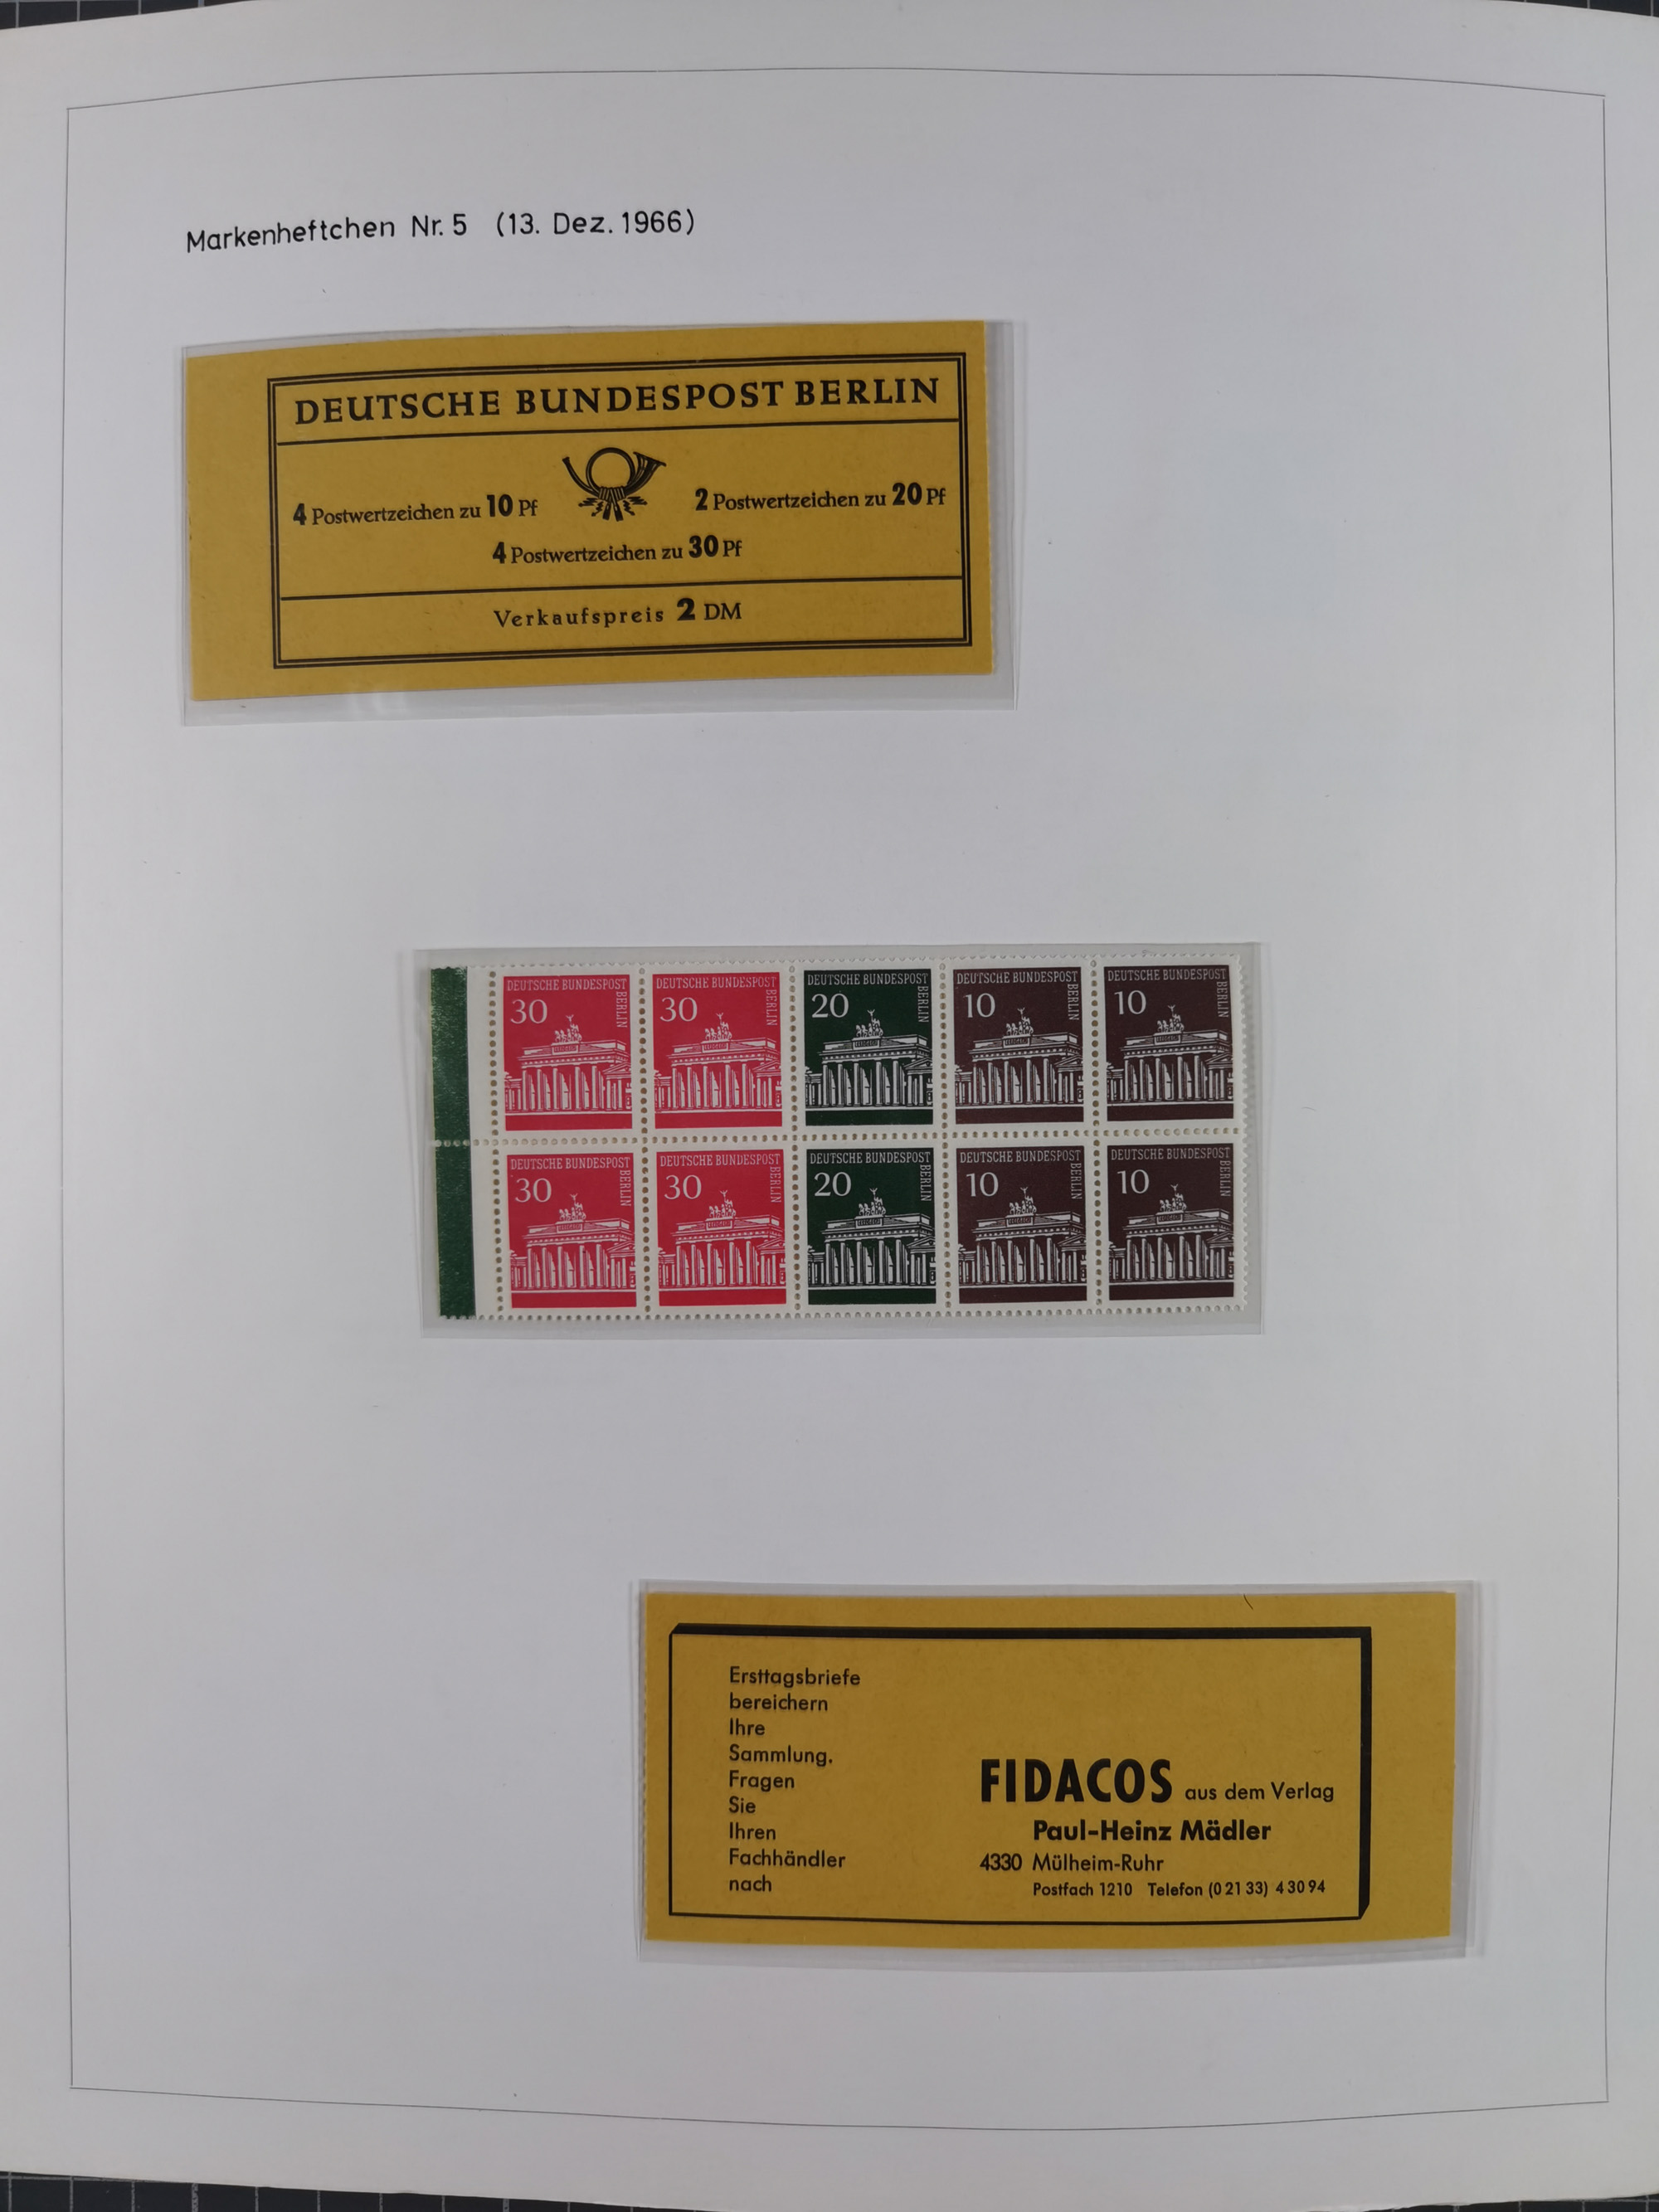 Markenheftchen Nr. 5 (13. Dez. 1966)
DEUTSCHE BUNDESPOST BERLIN
4 Postwertzeichen zu 10 Pf 2 Postwertzeichen zu 20 Pf
4 Postwertzeichen zu 30 Pf
Verkaufspreis 2 DM
DEUTSCHE BUNDESPOST BERLIN 30
DEUTSCHE BUNDESPOST BERLIN 30
DEUTSCHE BUNDESPOST BERLIN 20
DEUTSCHE BUNDESPOST BERLIN 10
DEUTSCHE BUNDESPOST BERLIN 10
DEUTSCHE BUNDESPOST BERLIN 30
DEUTSCHE BUNDESPOST BERLIN 30
DEUTSCHE BUNDESPOST BERLIN 20
DEUTSCHE BUNDESPOST BERLIN 10
DEUTSCHE BUNDESPOST BERLIN 10
Ersttagsbriefe
bereichern
Ihre
Sammlung.
Fragen
Sie
Ihren
Fachhändler
nach
FIDACOS aus dem Verlag
Paul-Heinz Mädler
4330 Mülheim-Ruhr
Postfach 1210 Telefon (0 21 33) 4 30 94